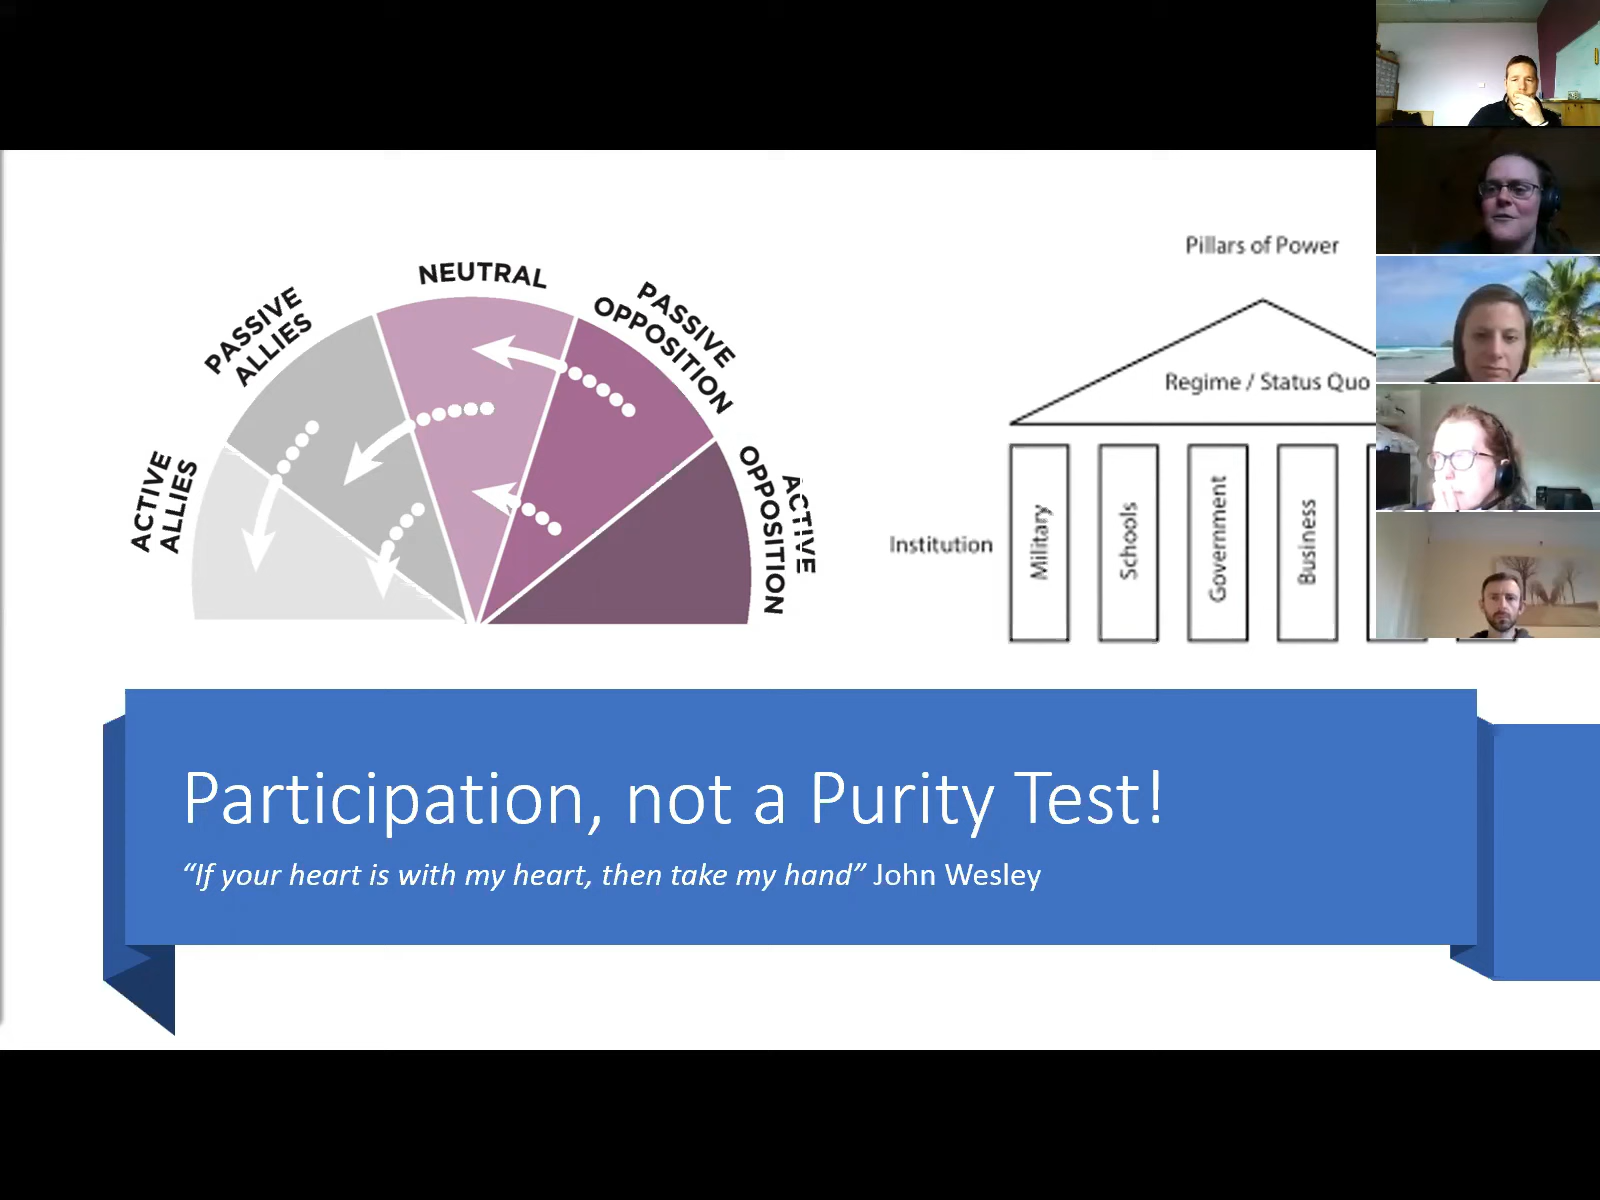 NEUTRAL
PASSIVE
ALLIES
PASSIVE
OPPOSITION
ACTIVE
ALLIES
ACTIVE
OPPOSITION
Pillars of Power
Regime / Status Quo
Institution
Military
Schools
Government
Business
Participation, not a Purity Test!
“If your heart is with my heart, then take my hand” John Wesley